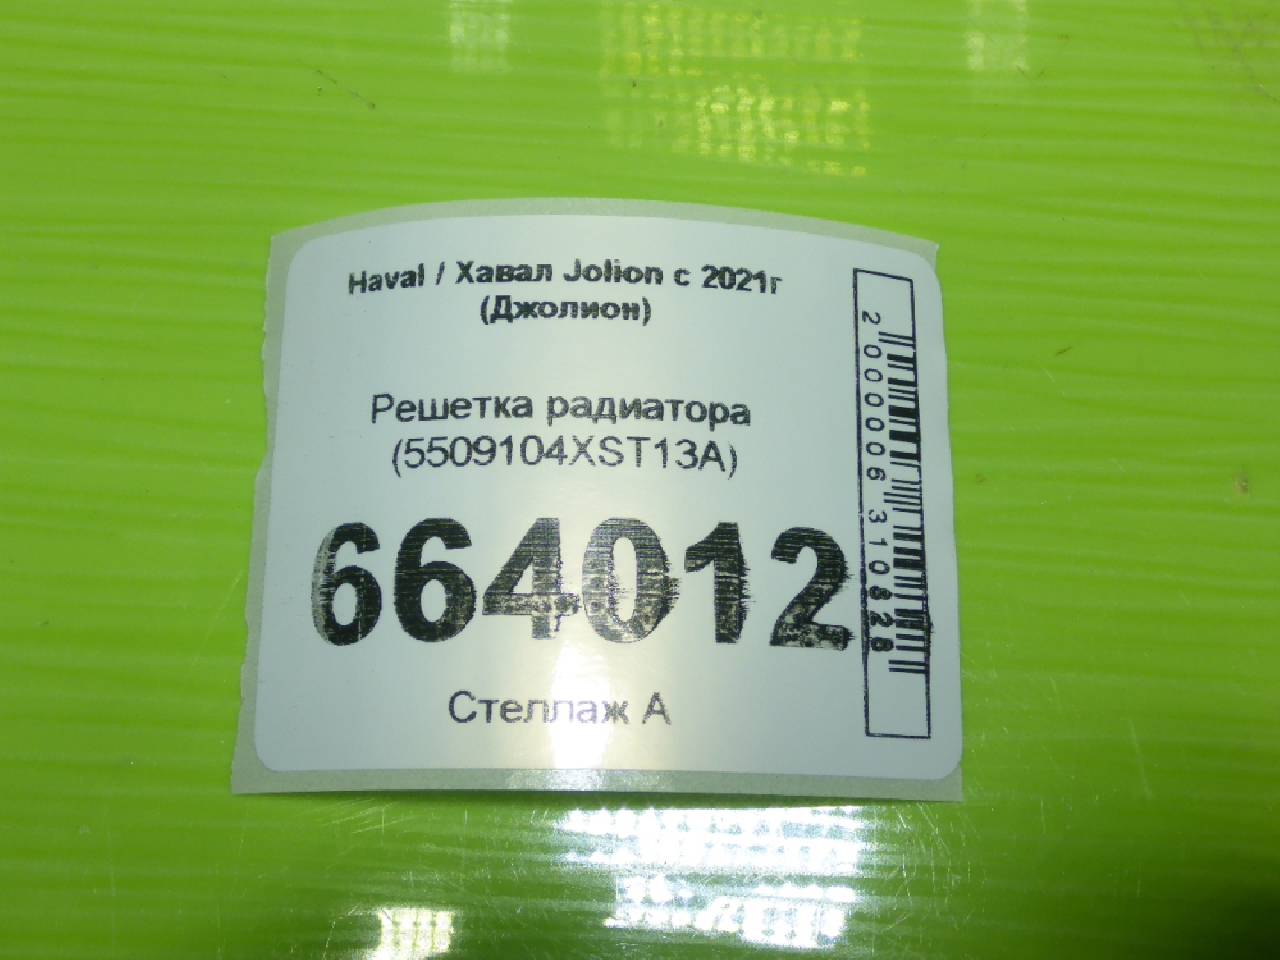 Haval / Хавал Jolion с 2021г
(Джолион)
Решетка радиатора
(5509104XST13A)
664012
Стеллаж А
2000006310828